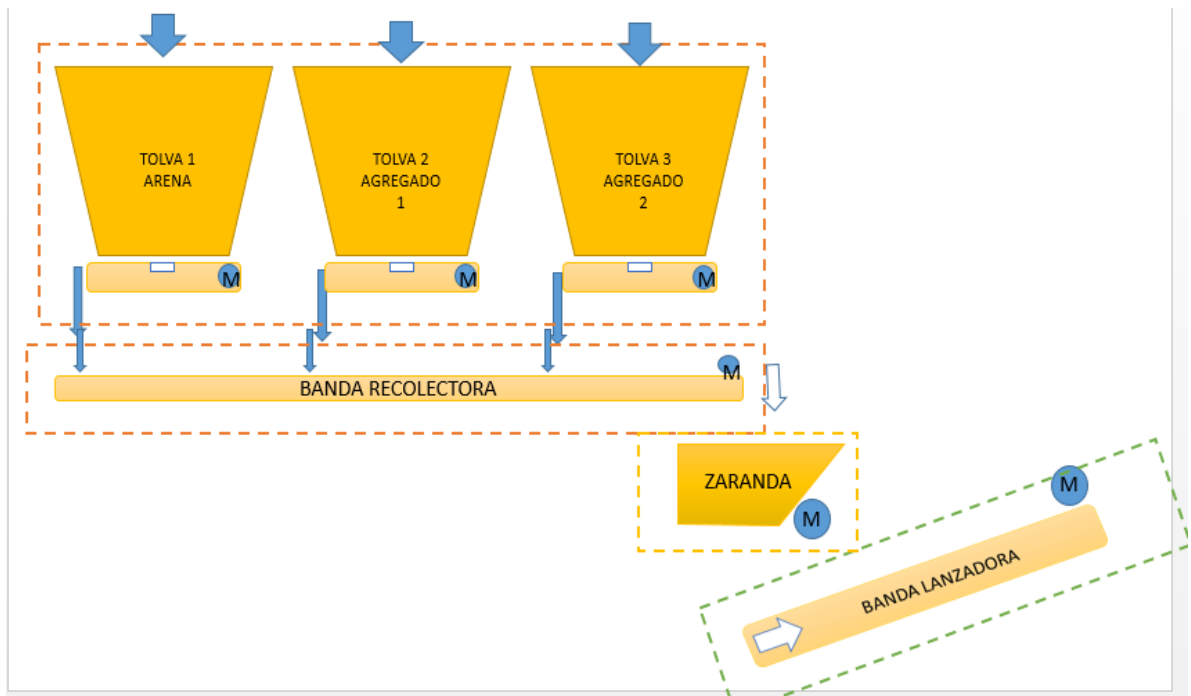 TOLVA 1
ARENA
TOLVA 2
AGREGADO
1
TOLVA 3
AGREGADO
2
M
M
M
M
BANDA RECOLECTORA
ZARANDA
M
M
BANDA LANZADORA